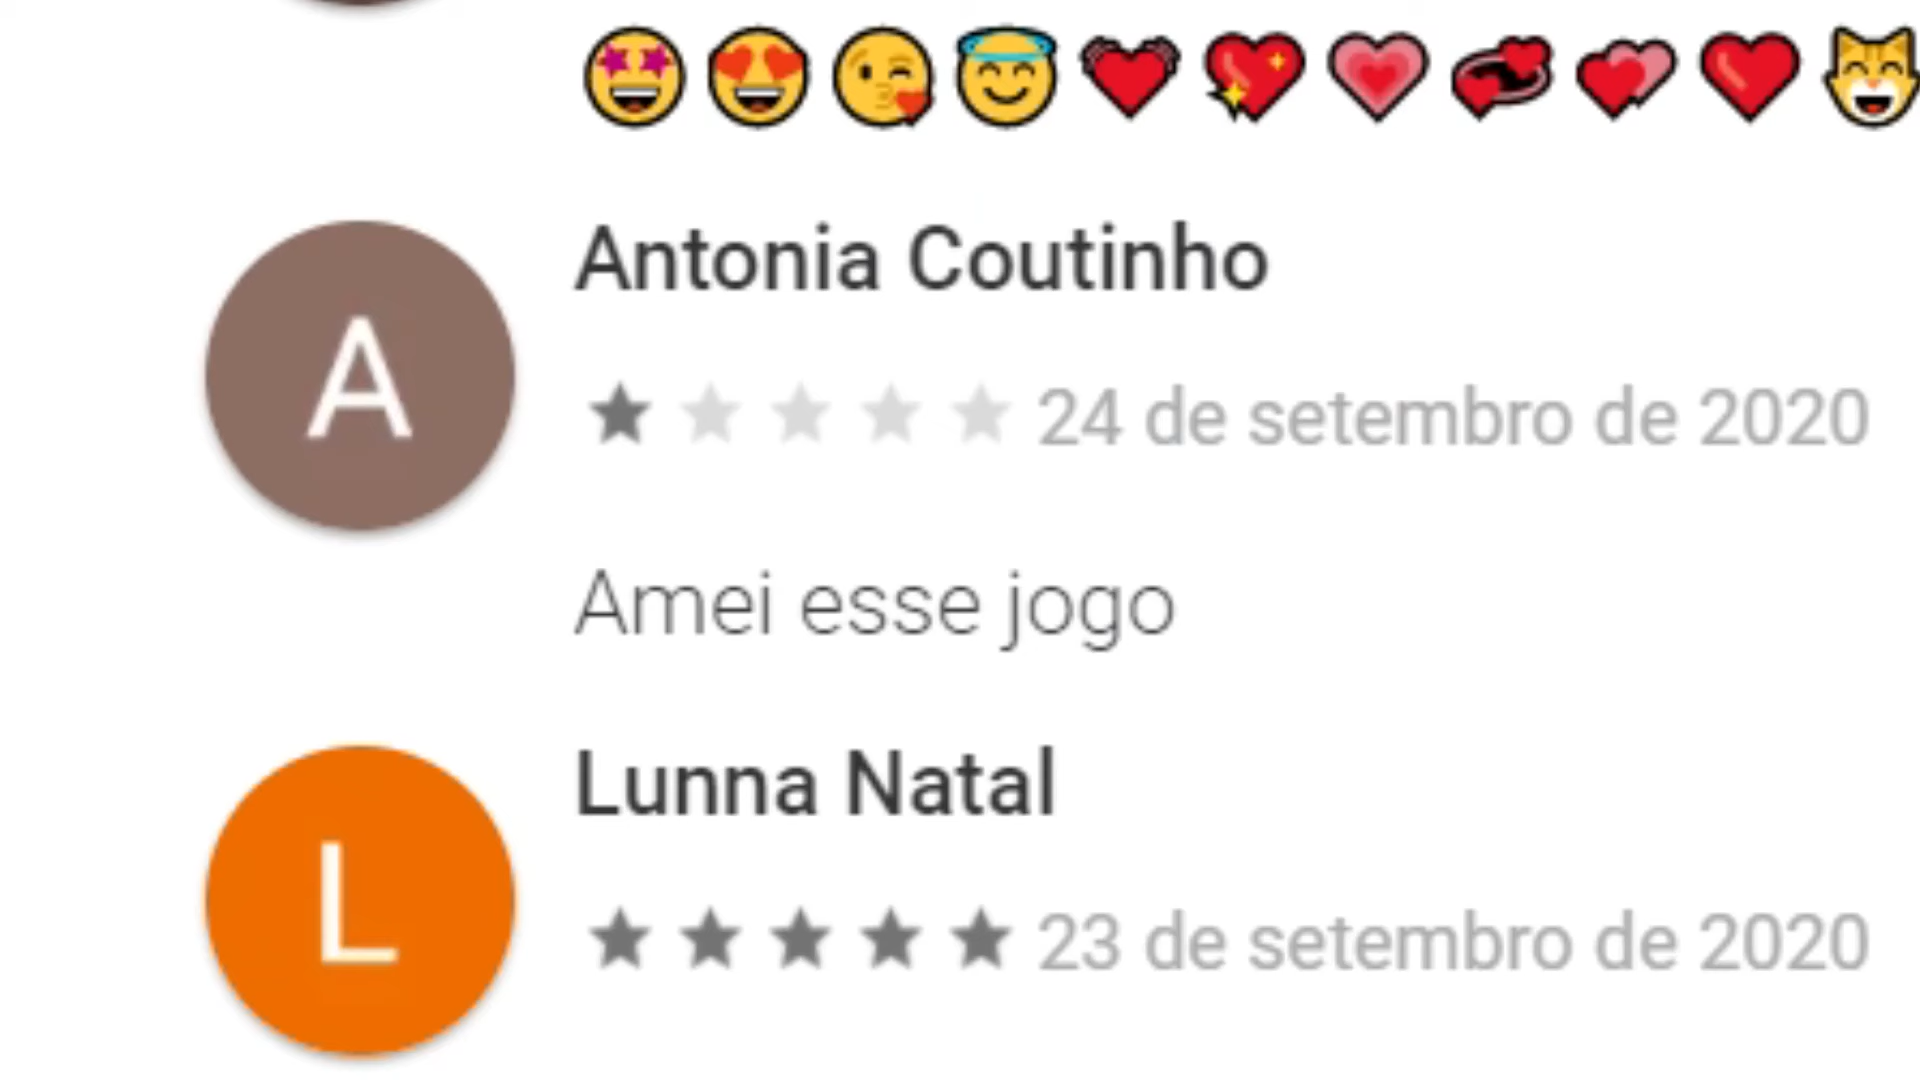 🤩😍😘😇💓💖💗💞💕❤️😸
Antonia Coutinho
A
★☆☆☆☆ 24 de setembro de 2020
Amei esse jogo
Lunna Natal
L
★★★★★ 23 de setembro de 2020